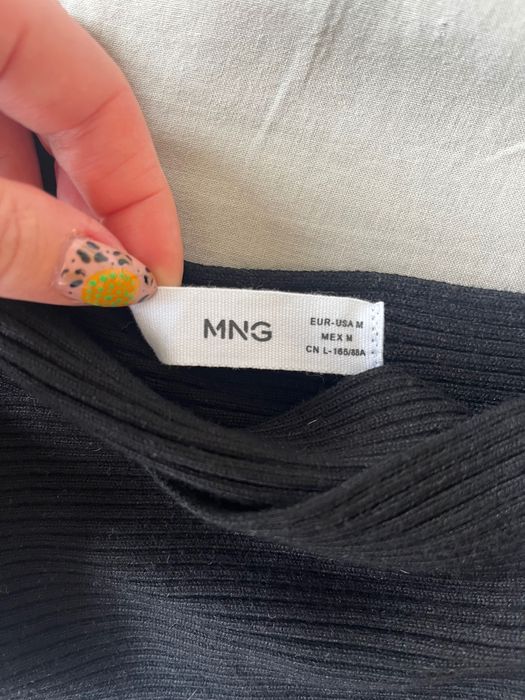 MNG
EUR-USA M
MEX M
CN L-165/88A